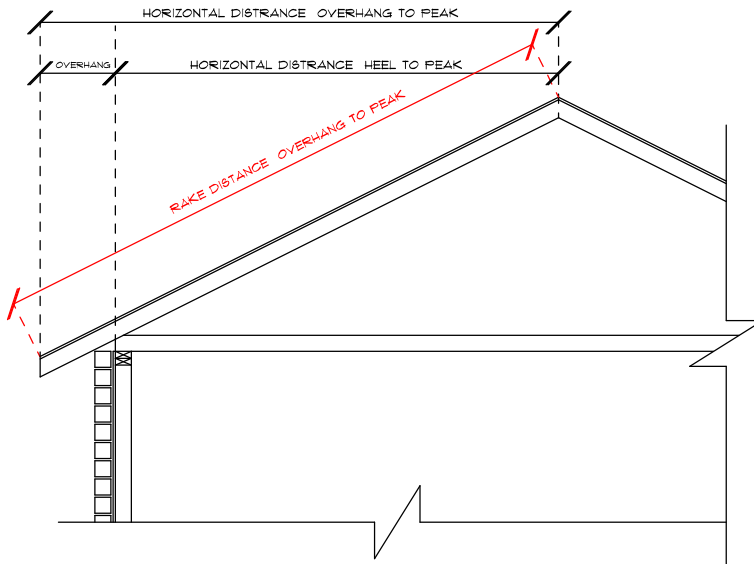 HORIZONTAL DISTRANCE OVERHANG TO PEAK
OVERHANG
HORIZONTAL DISTRANCE HEEL TO PEAK
RAKE DISTANCE OVERHANG TO PEAK